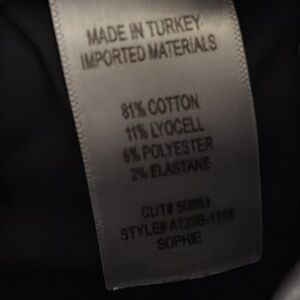 MADE IN TURKEY
IMPORTED MATERIALS
81% COTTON
11% LYOCELL
6% POLYESTER
2% ELASTANE
CUT#
STYLE#
SOPHIE